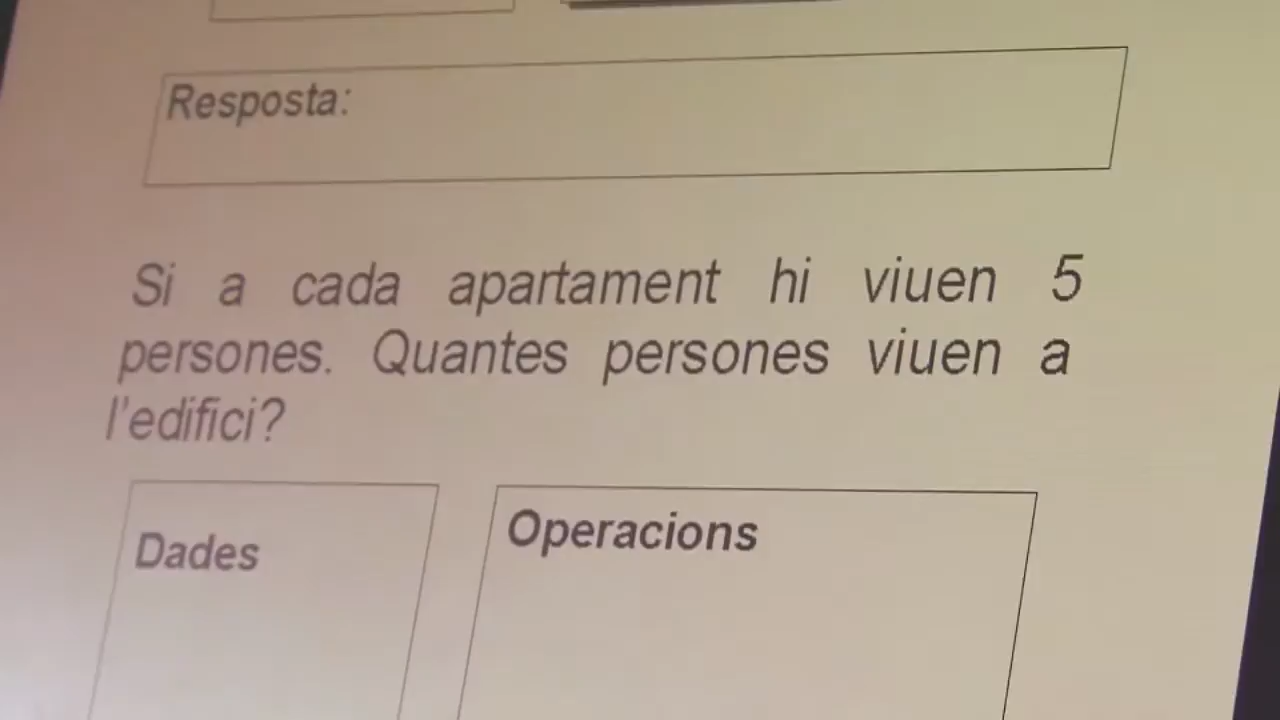 Resposta:
Si a cada apartament hi viuen 5
persones. Quantes persones viuen a
l'edifici?
Dades
Operacions